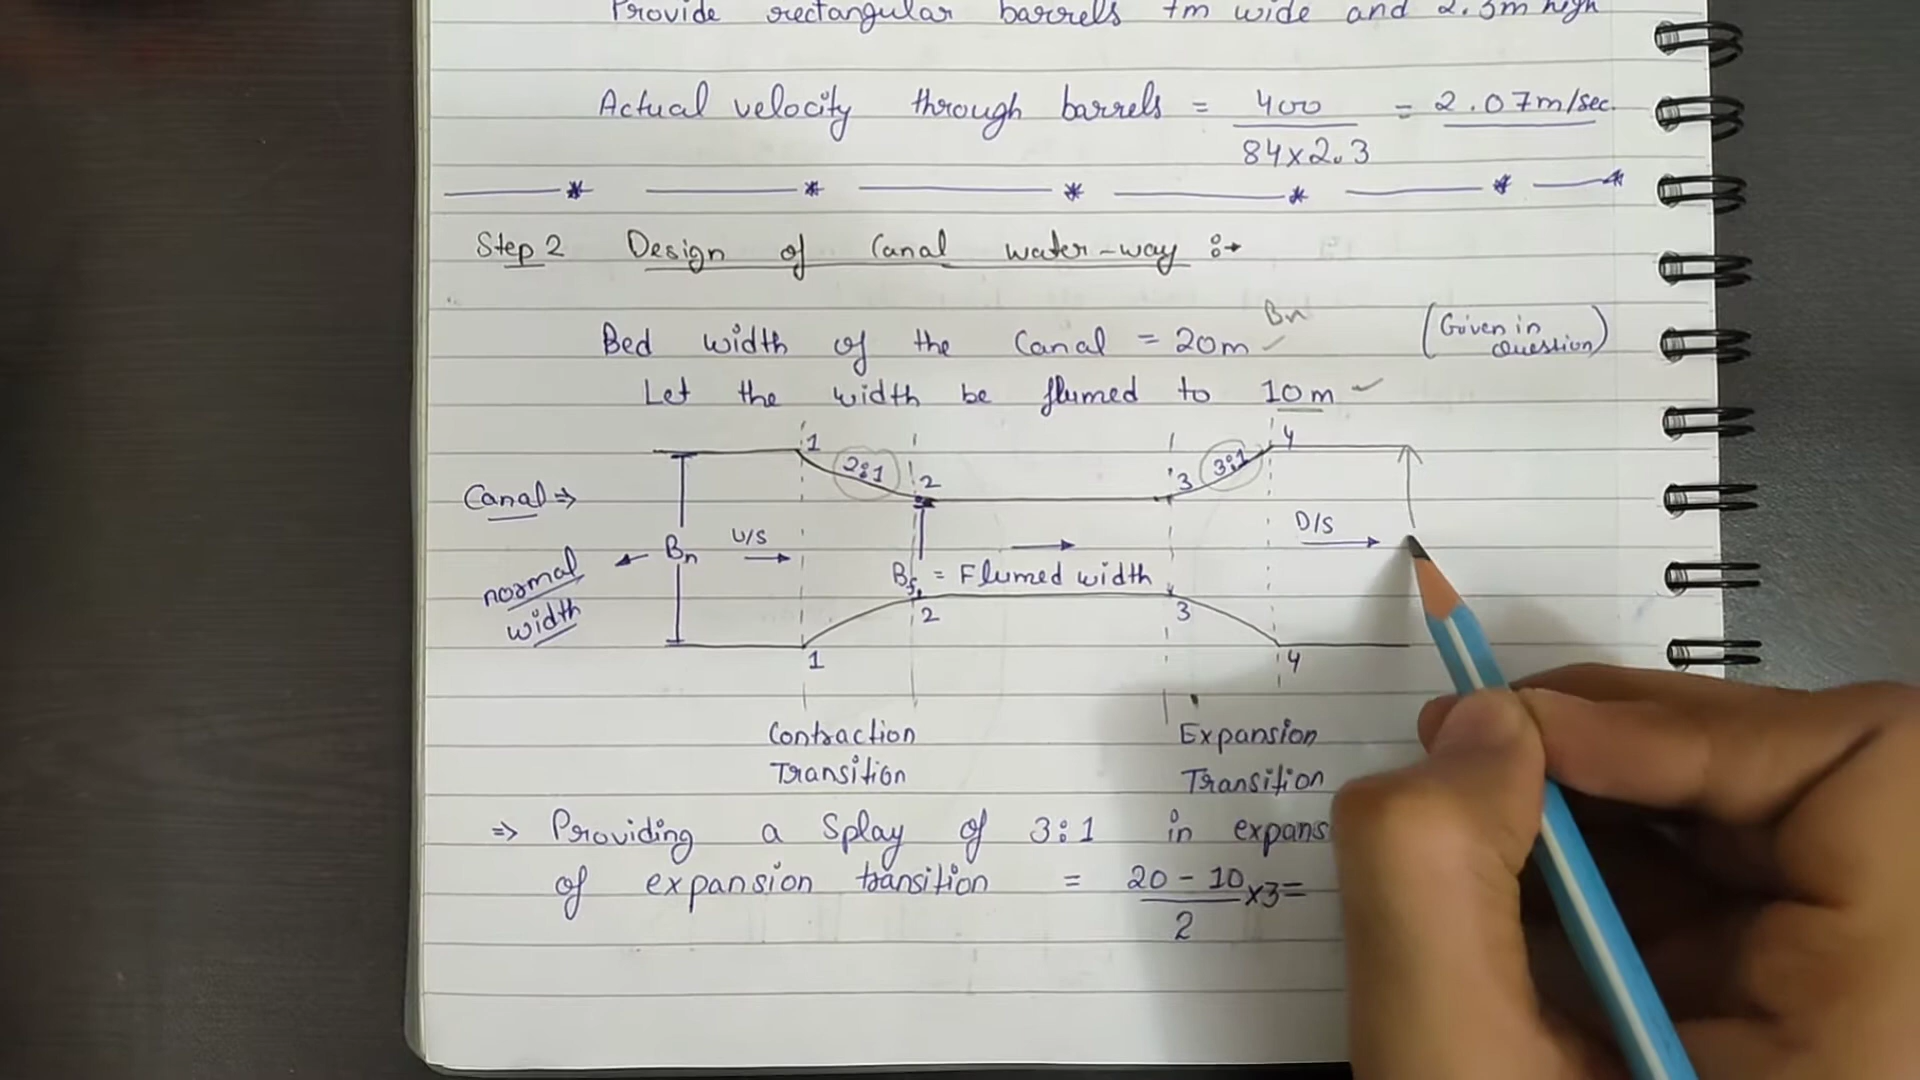 Provide rectangular barrels 7m wide and 2.3m high
Actual velocity through barrels = 400 / 84x2.3 = 2.07m/sec.
Step 2 Design of Canal water-way :→
Bn
Bed width of the Canal = 20m (Given in question)
Let the width be flumed to 10m
1 2:1 2 3 3:1 4
Canal ⇒
U/S D/S
← Bn
normal width
Bf = Flumed width
2 3
1 4
Contraction Transition
Expansion Transition
⇒ Providing a Splay of 3:1 in expans
of expansion transition = 20 - 10 / 2 x3=